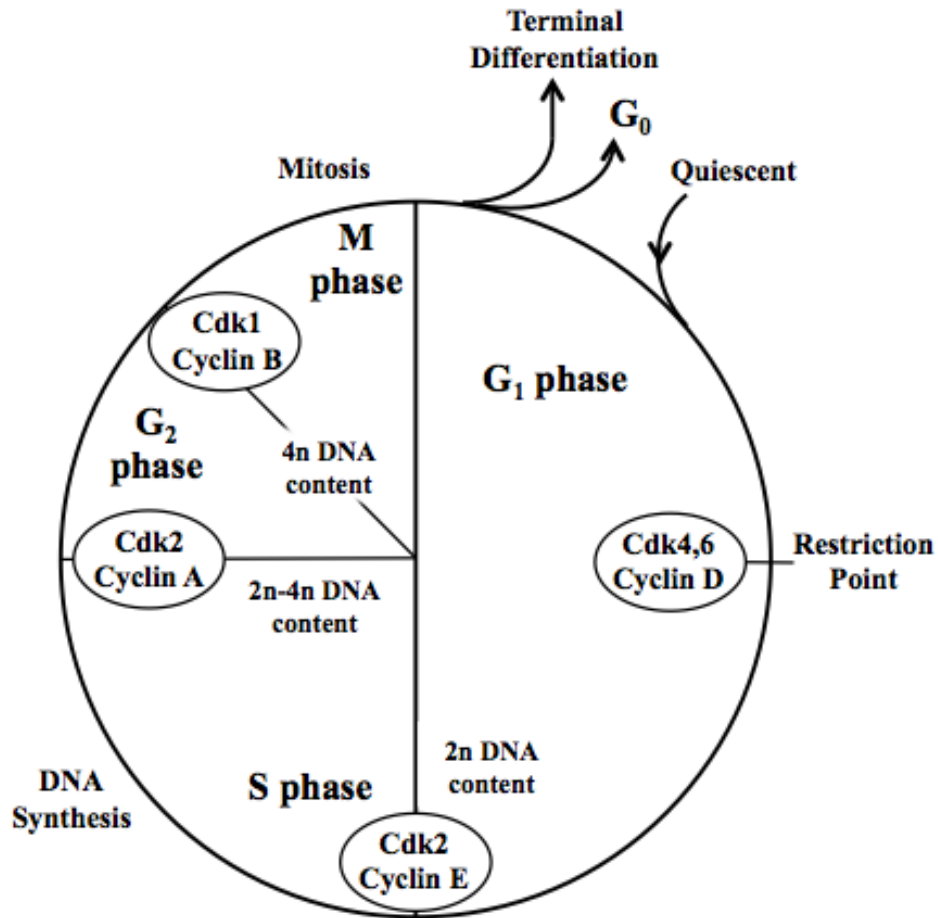 Terminal
Differentiation
G₀
Mitosis
Quiescent
M
phase
Cdk1
Cyclin B
G₁ phase
G₂
phase
4n DNA
content
Cdk2
Cyclin A
Cdk4,6
Cyclin D
Restriction
Point
2n-4n DNA
content
2n DNA
content
DNA
Synthesis
S phase
Cdk2
Cyclin E